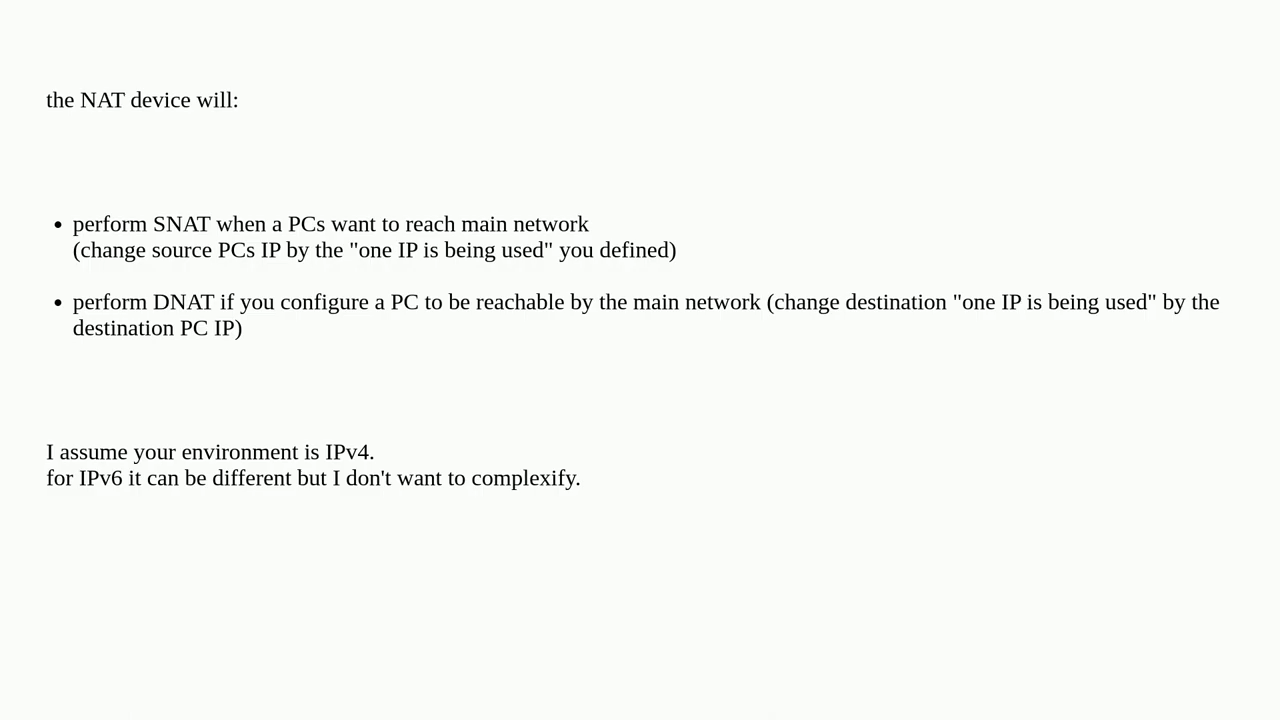 the NAT device will:
• perform SNAT when a PCs want to reach main network
(change source PCs IP by the "one IP is being used" you defined)
• perform DNAT if you configure a PC to be reachable by the main network (change destination "one IP is being used" by the
destination PC IP)
I assume your environment is IPv4.
for IPv6 it can be different but I don't want to complexify.